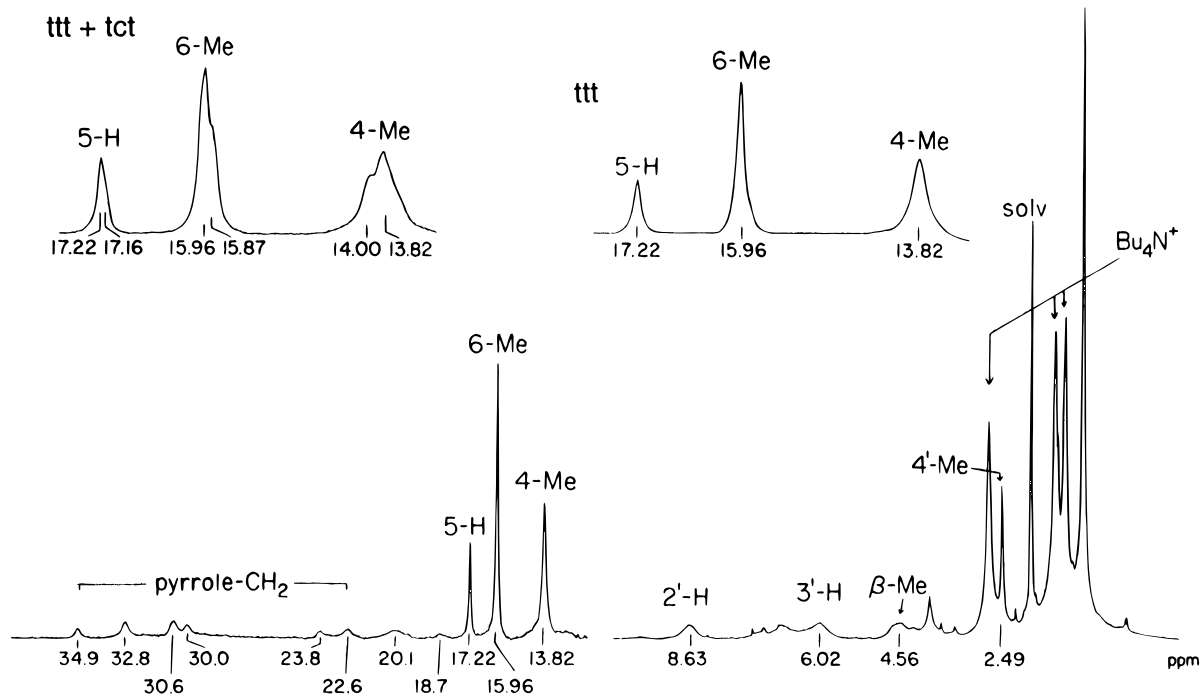 ttt + tct
6-Me
5-H
4-Me
17.22 17.16 15.96 15.87 14.00 13.82
ttt
6-Me
5-H
4-Me
17.22 15.96 13.82
solv
Bu₄N⁺
6-Me
4-Me
5-H
pyrrole-CH₂
4'-Me
2'-H
3'-H
β-Me
34.9 32.8 30.0 23.8 20.1 17.22 13.82
30.6 22.6 18.7 15.96
8.63 6.02 4.56 2.49 ppm